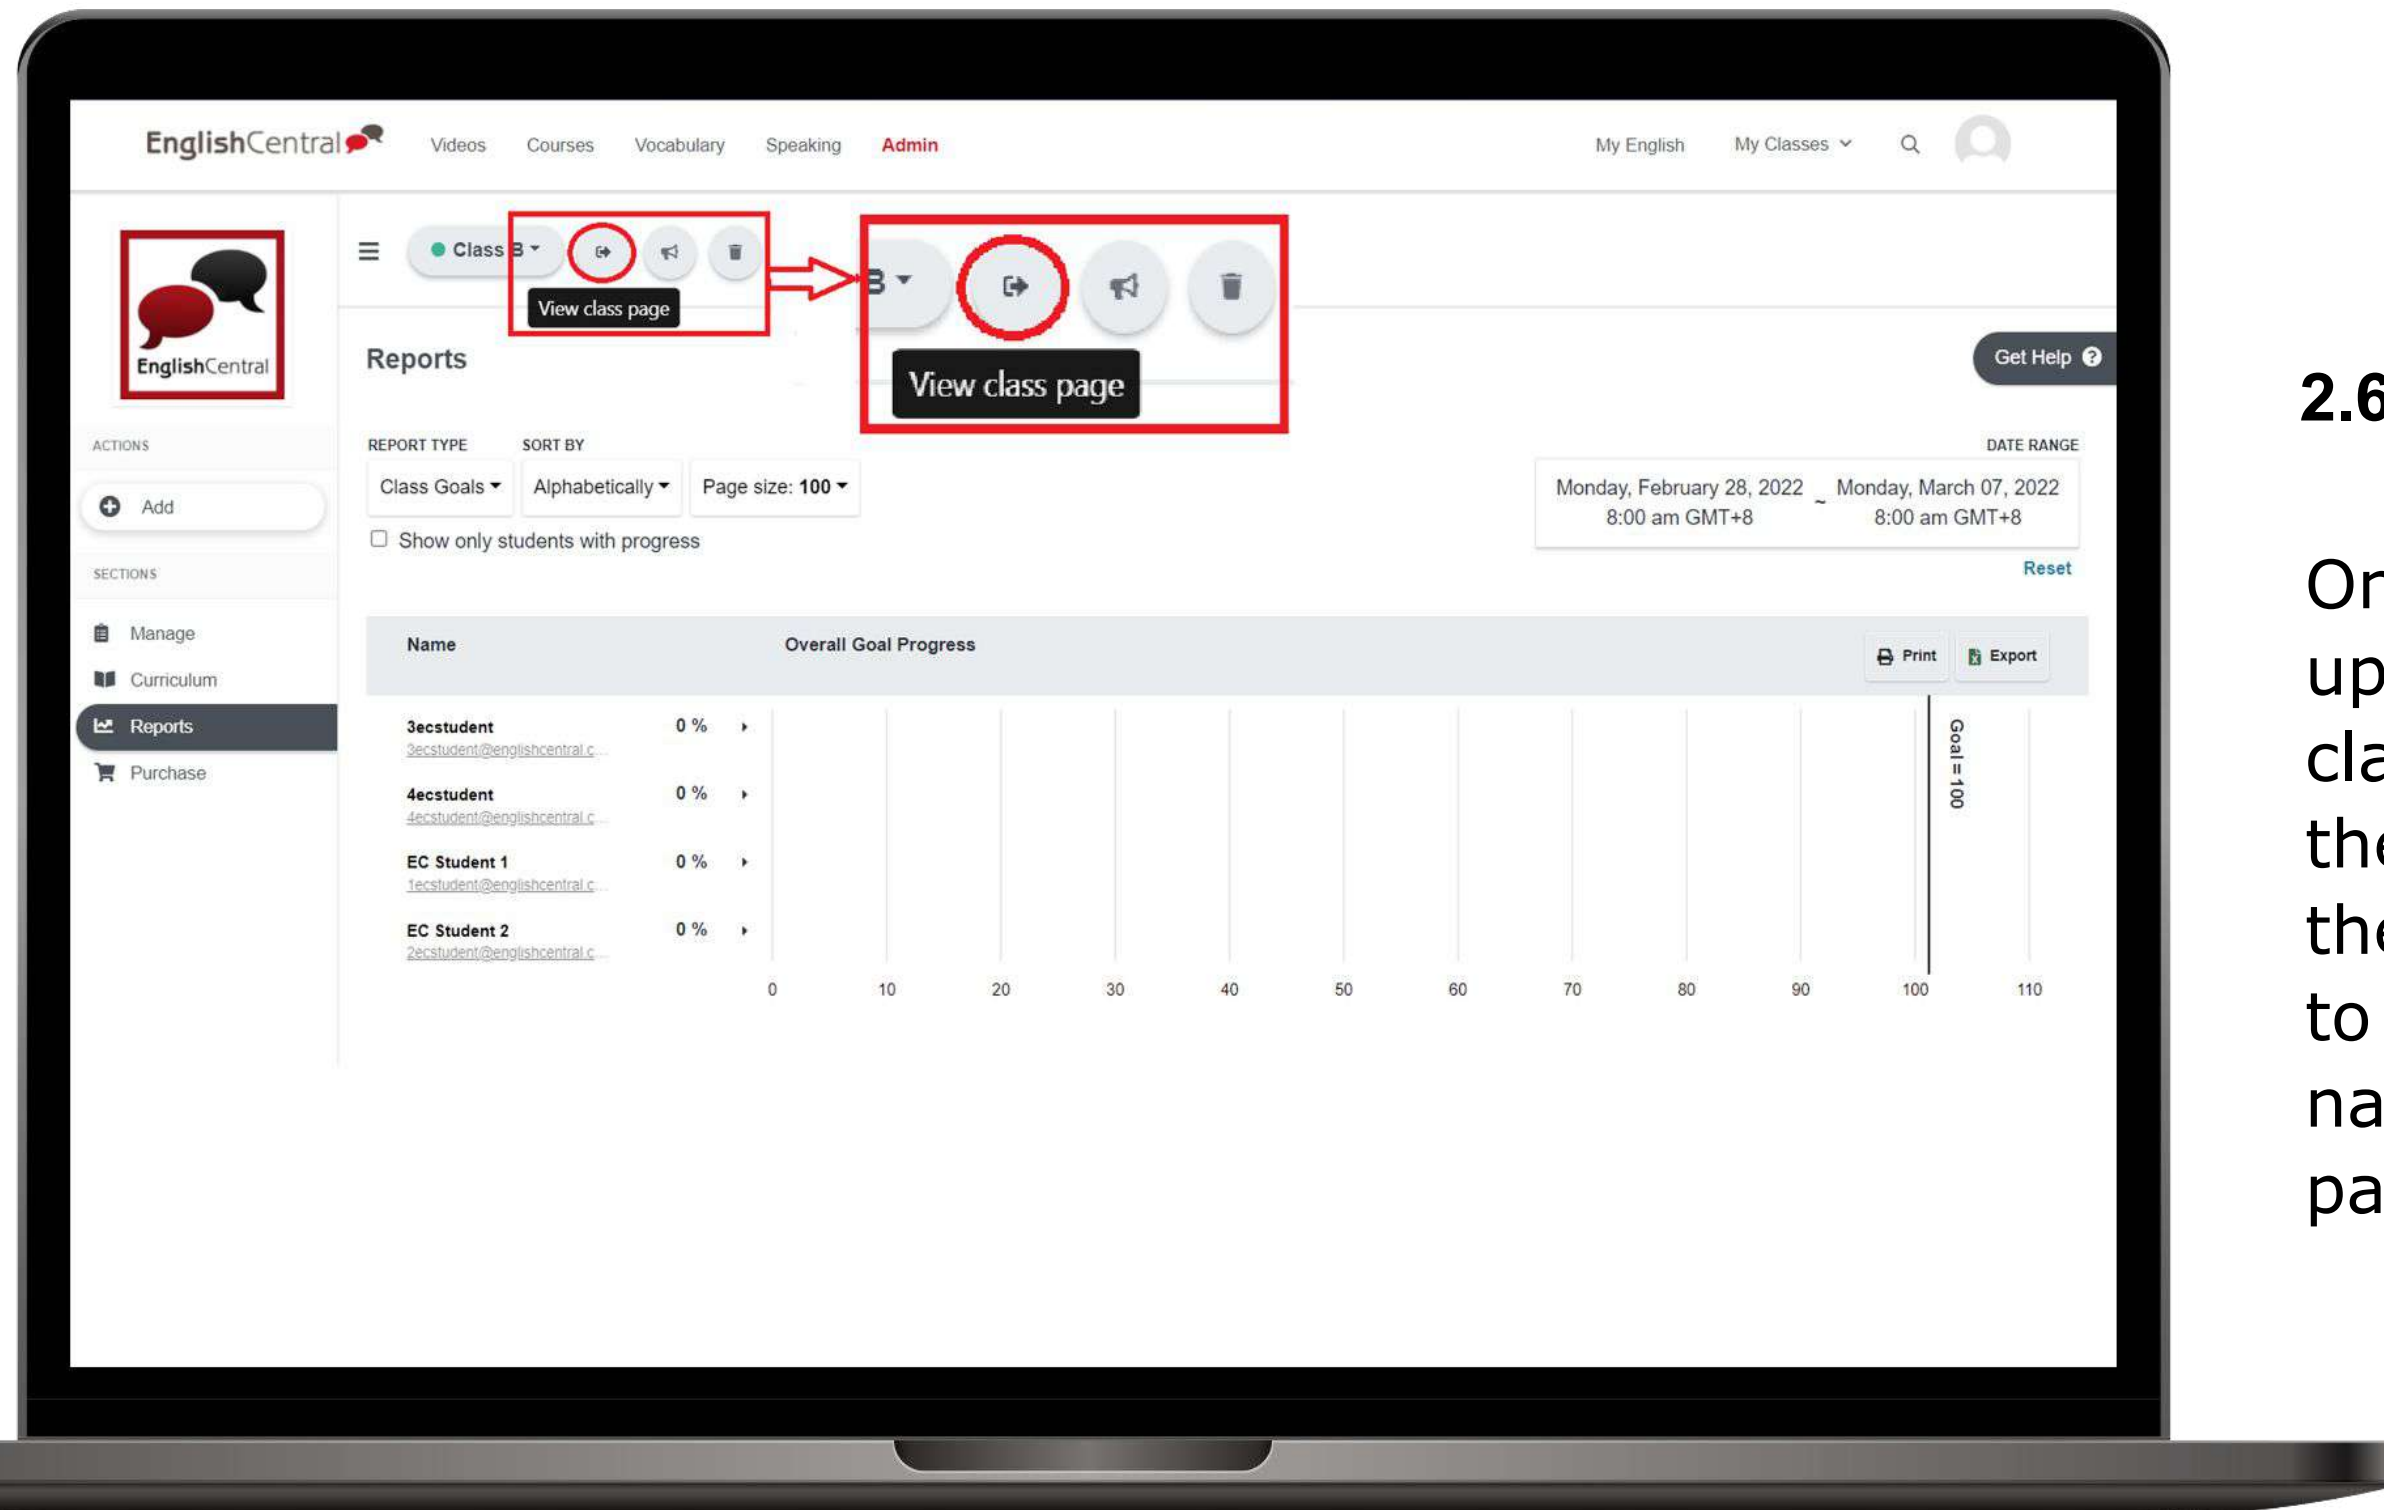 EnglishCentral
Videos Courses Vocabulary Speaking Admin
My English My Classes
EnglishCentral
Class B
View class page
B
View class page
Reports
Get Help ?
REPORT TYPE SORT BY
DATE RANGE
Class Goals Alphabetically Page size: 100
Monday, February 28, 2022 ~ Monday, March 07, 2022
8:00 am GMT+8 8:00 am GMT+8
Show only students with progress
Reset
ACTIONS
Add
SECTIONS
Manage
Curriculum
Reports
Purchase
Name Overall Goal Progress Print Export
3ecstudent 0 %
3ecstudent@englishcentral.c...
4ecstudent 0 %
4ecstudent@englishcentral.c...
EC Student 1 0 %
1ecstudent@englishcentral.c...
EC Student 2 0 %
2ecstudent@englishcentral.c...
Goal = 100
0 10 20 30 40 50 60 70 80 90 100 110
2.6
up
the
the
to